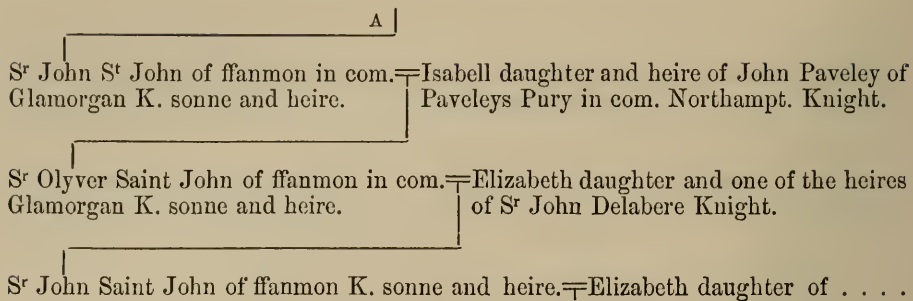 A
Sʳ John Sᵗ John of ffanmon in com.=Isabell daughter and heire of John Paveley of
Glamorgan K. sonne and heire. Paveleys Pury in com. Northampt. Knight.
Sʳ Olyver Saint John of ffanmon in com.=Elizabeth daughter and one of the heires
Glamorgan K. sonne and heire. of Sʳ John Delabere Knight.
Sʳ John Saint John of ffanmon K. sonne and heire.=Elizabeth daughter of . . . .